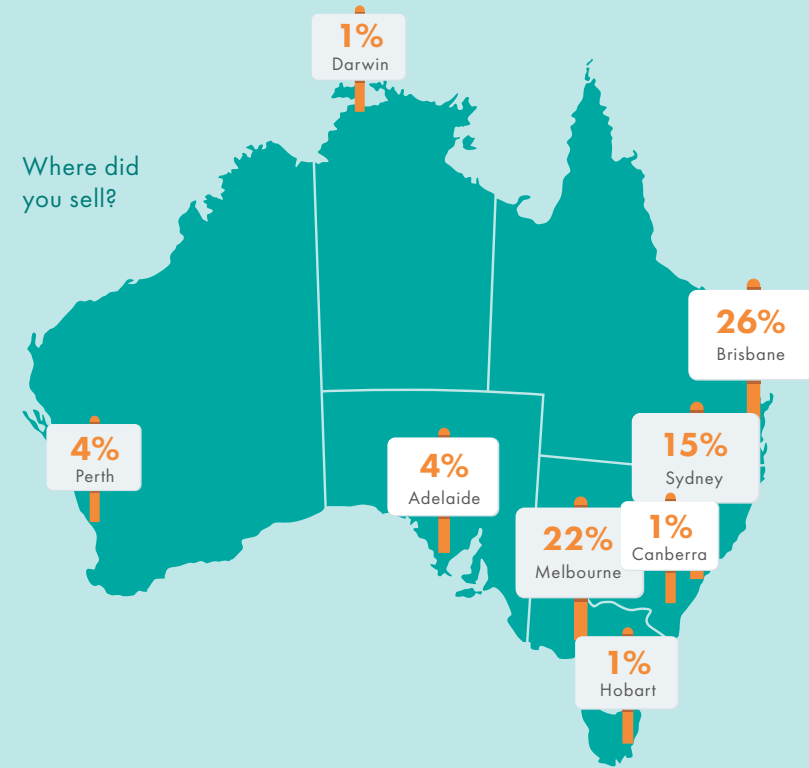 1%
Darwin
Where did
you sell?
26%
Brisbane
4%
Perth
4%
Adelaide
15%
Sydney
22%
Melbourne
1%
Canberra
1%
Hobart